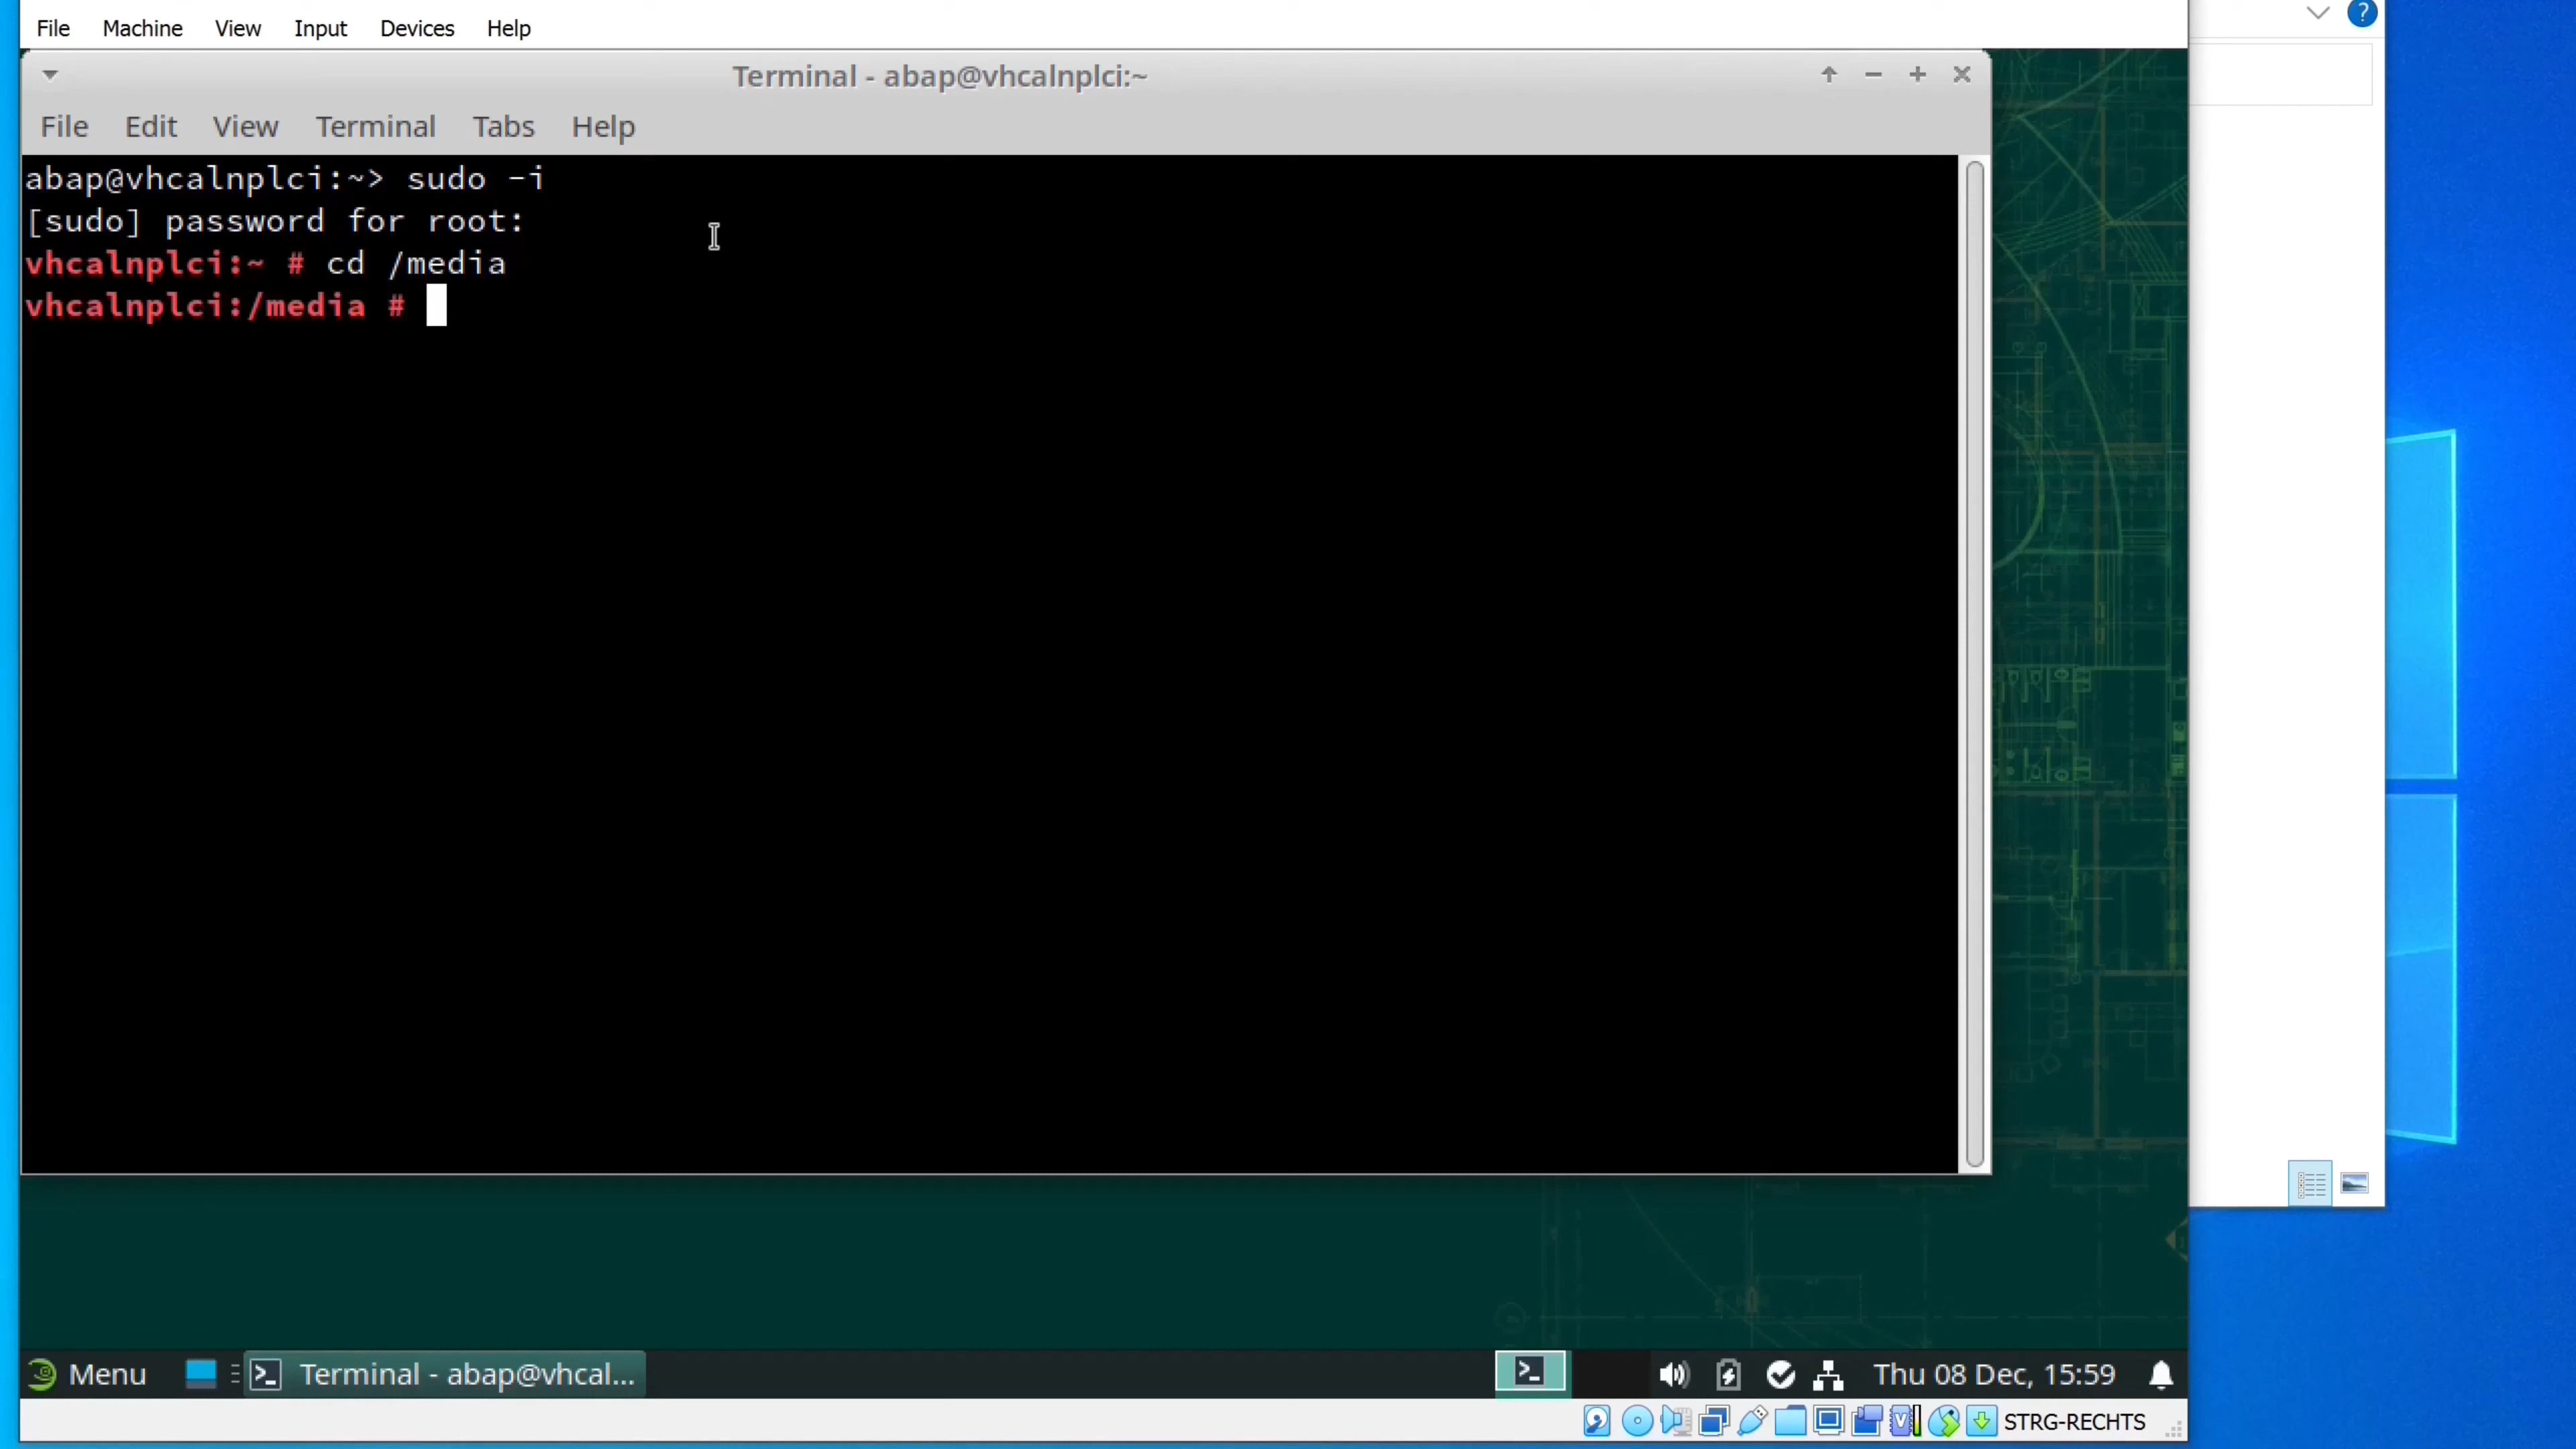 File Machine View Input Devices Help
?
Terminal - abap@vhcalnplci:~
File Edit View Terminal Tabs Help
abap@vhcalnplci:~> sudo -i
[sudo] password for root:
vhcalnplci:~ # cd /media
vhcalnplci:/media #
Menu Terminal - abap@vhcal... Thu 08 Dec, 15:59
STRG-RECHTS